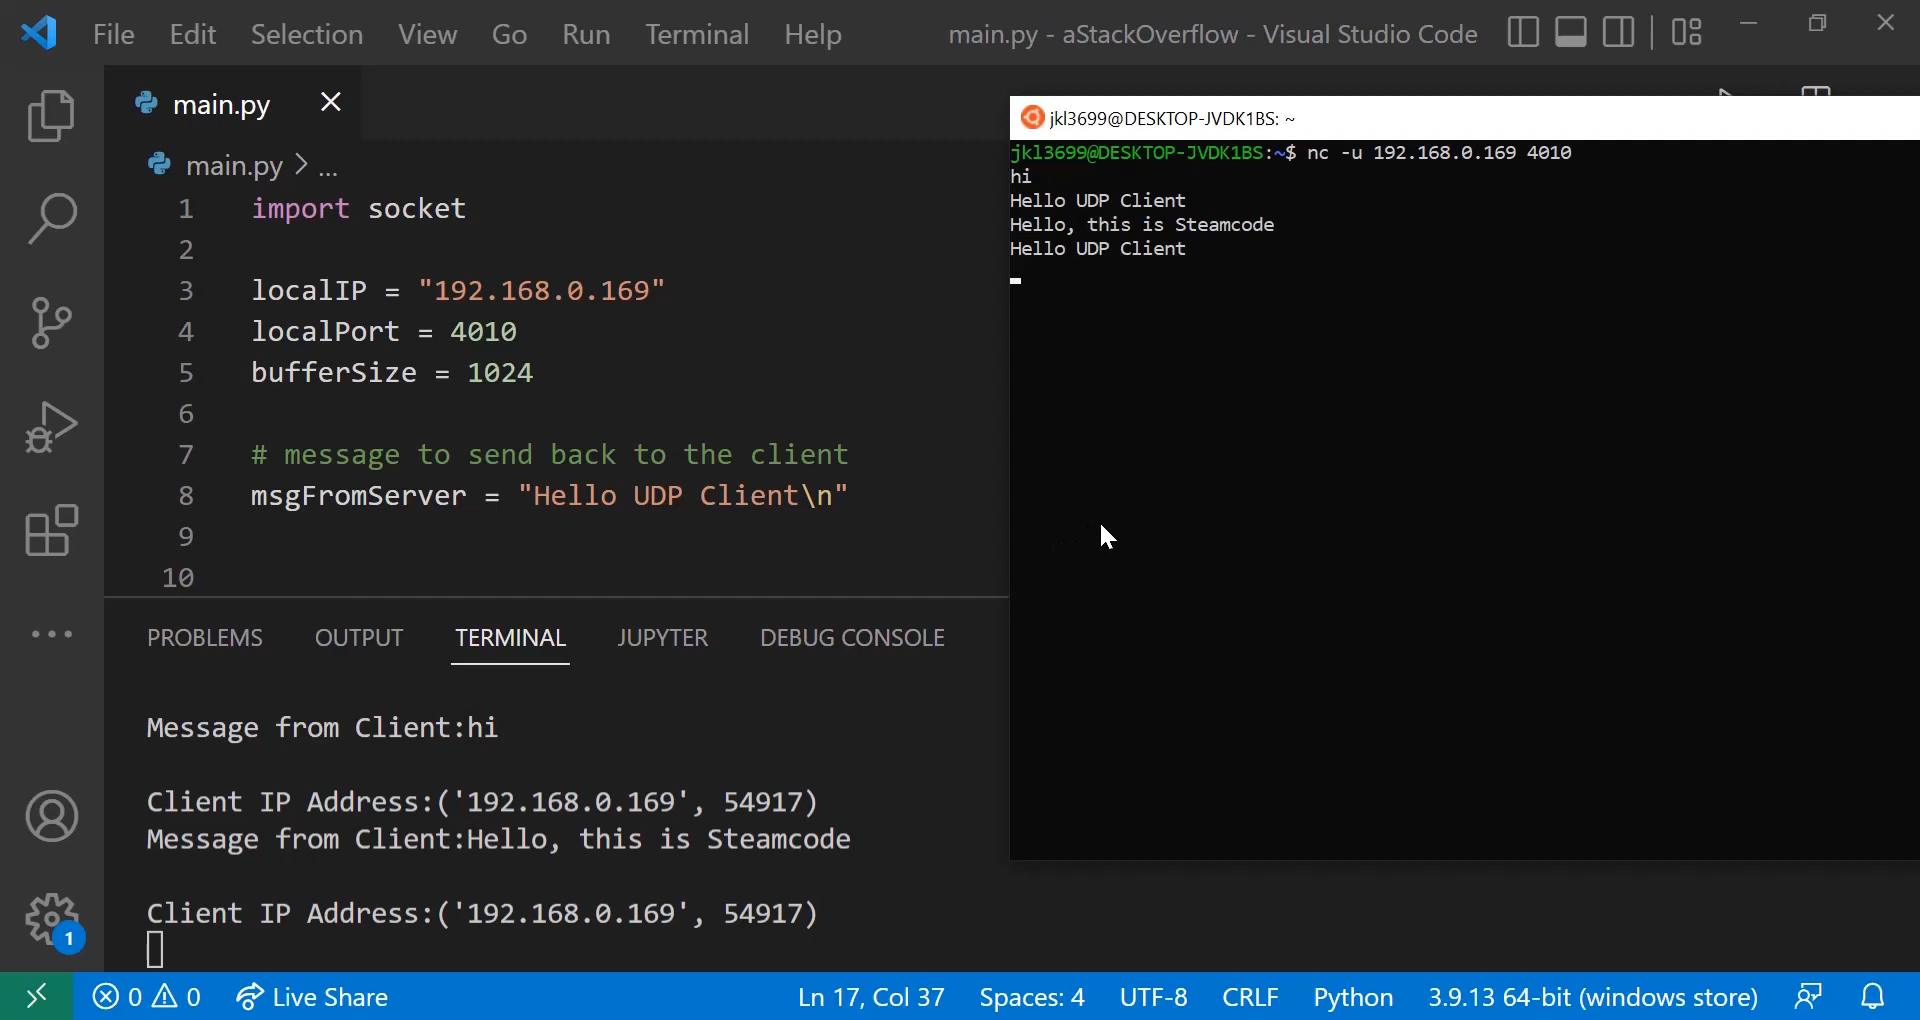 File Edit Selection View Go Run Terminal Help main.py - aStackOverflow - Visual Studio Code
main.py
main.py > ...
1 import socket
2
3 localIP = "192.168.0.169"
4 localPort = 4010
5 bufferSize = 1024
6
7 # message to send back to the client
8 msgFromServer = "Hello UDP Client\n"
9
10
jkl3699@DESKTOP-JVDK1BS: ~
jkl3699@DESKTOP-JVDK1BS:~$ nc -u 192.168.0.169 4010
hi
Hello UDP Client
Hello, this is Steamcode
Hello UDP Client
PROBLEMS OUTPUT TERMINAL JUPYTER DEBUG CONSOLE
Message from Client:hi
Client IP Address:('192.168.0.169', 54917)
Message from Client:Hello, this is Steamcode
Client IP Address:('192.168.0.169', 54917)
1
0 0 Live Share Ln 17, Col 37 Spaces: 4 UTF-8 CRLF Python 3.9.13 64-bit (windows store)